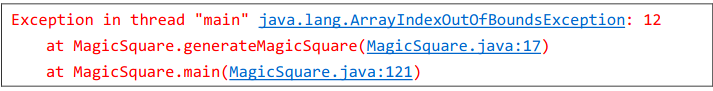 Exception in thread "main" java.lang.ArrayIndexOutOfBoundsException: 12
at MagicSquare.generateMagicSquare(MagicSquare.java:17)
at MagicSquare.main(MagicSquare.java:121)